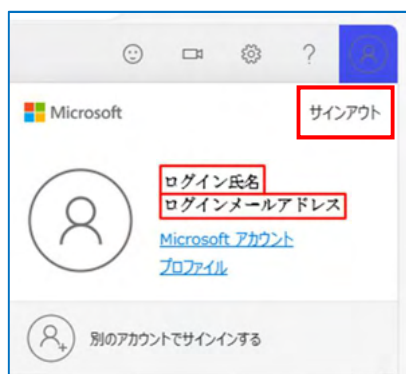 ?
Microsoft
サインアウト
ログイン氏名
ログインメールアドレス
Microsoft アカウント
プロファイル
別のアカウントでサインインする